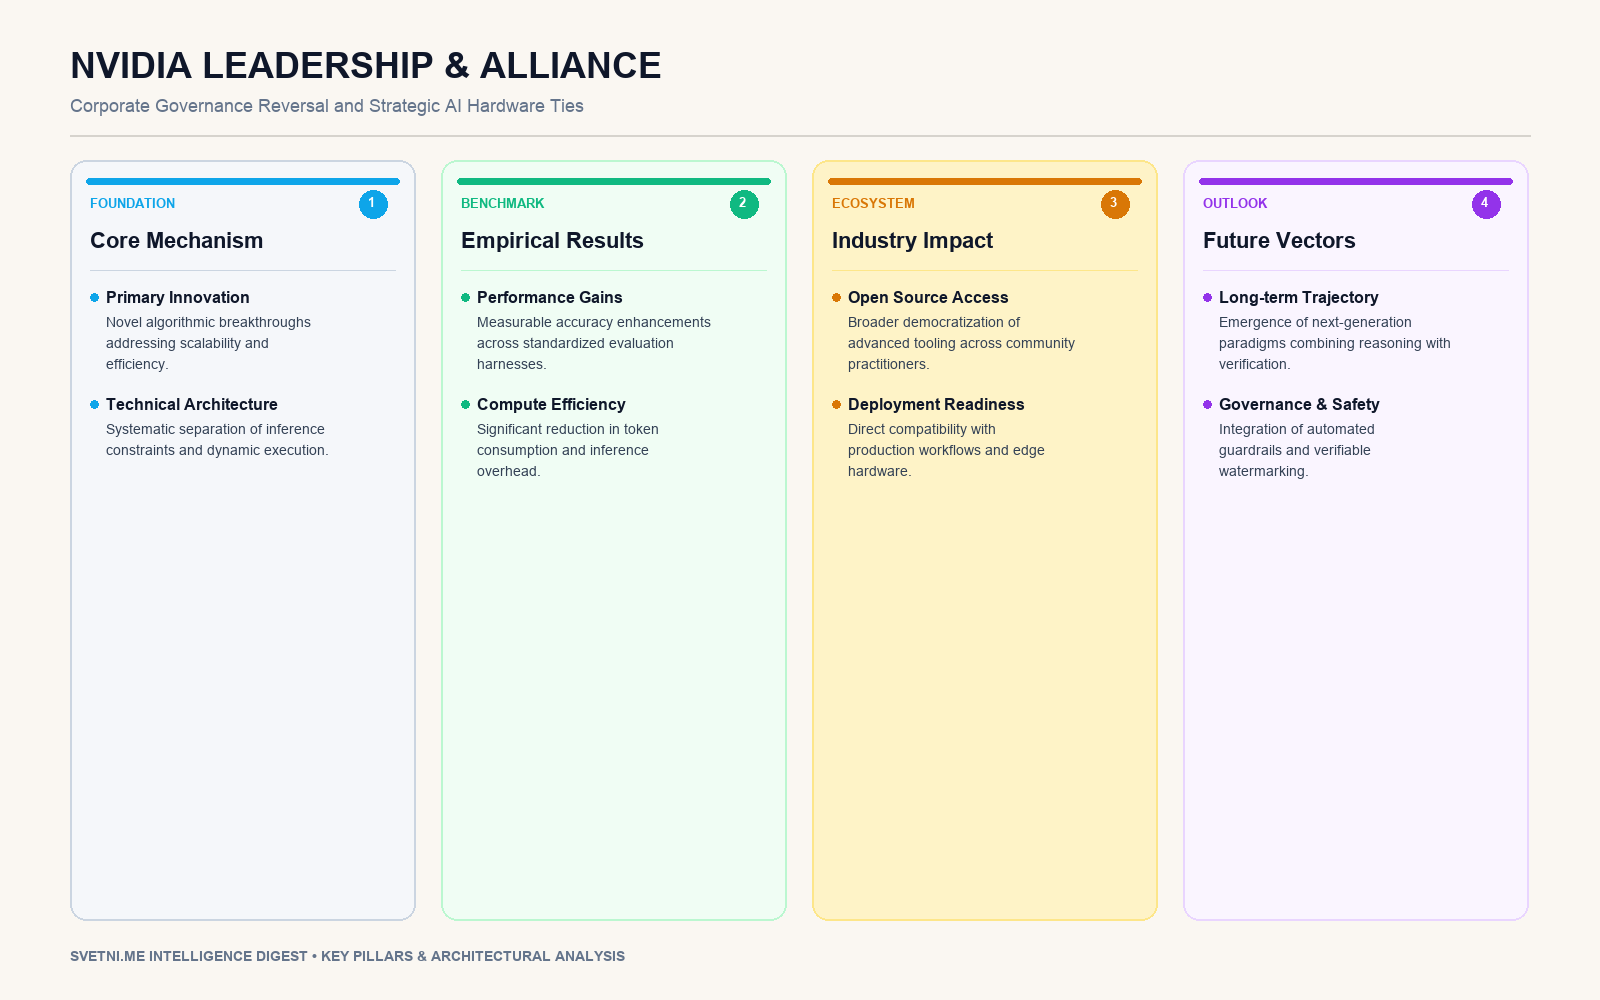 NVIDIA LEADERSHIP & ALLIANCE
Corporate Governance Reversal and Strategic AI Hardware Ties
FOUNDATION
1
Core Mechanism
Primary Innovation
Novel algorithmic breakthroughs
addressing scalability and
efficiency.
Technical Architecture
Systematic separation of inference
constraints and dynamic execution.
BENCHMARK
2
Empirical Results
Performance Gains
Measurable accuracy enhancements
across standardized evaluation
harnesses.
Compute Efficiency
Significant reduction in token
consumption and inference
overhead.
ECOSYSTEM
3
Industry Impact
Open Source Access
Broader democratization of
advanced tooling across community
practitioners.
Deployment Readiness
Direct compatibility with
production workflows and edge
hardware.
OUTLOOK
4
Future Vectors
Long-term Trajectory
Emergence of next-generation
paradigms combining reasoning with
verification.
Governance & Safety
Integration of automated
guardrails and verifiable
watermarking.
SVETNI.ME INTELLIGENCE DIGEST • KEY PILLARS & ARCHITECTURAL ANALYSIS